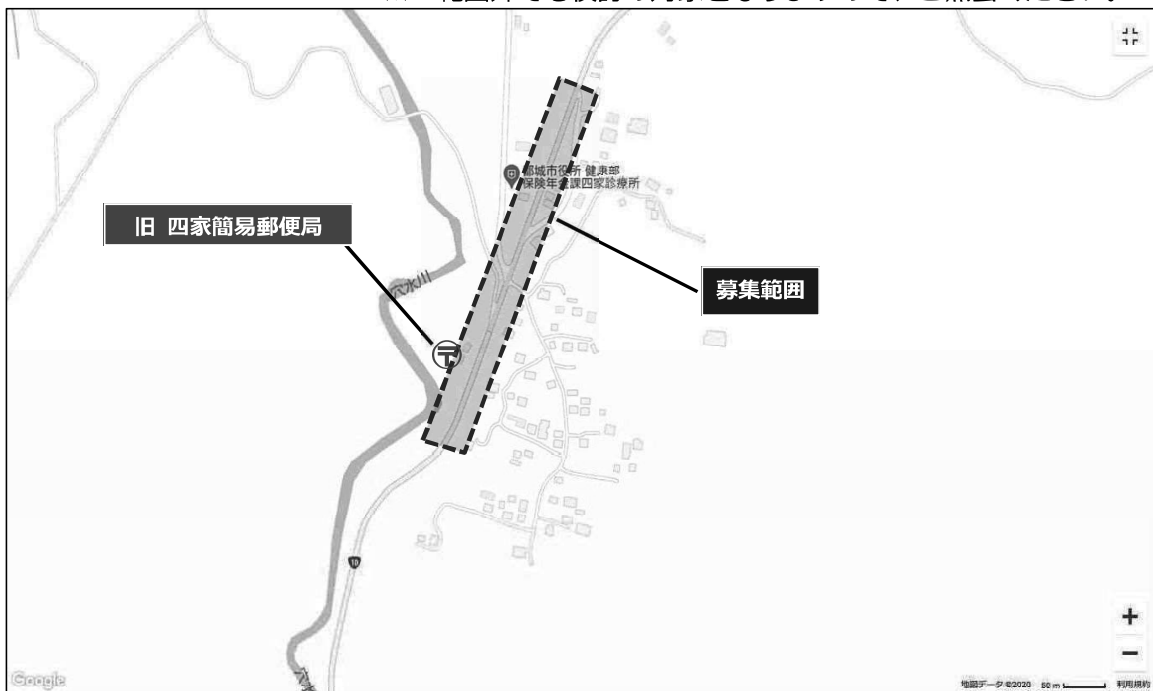 都城市役所 健康部
保険年金課四家診療所
旧 四家簡易郵便局
穴水川
募集範囲
10
Google
地図データ ©2020 50 m 利用規約